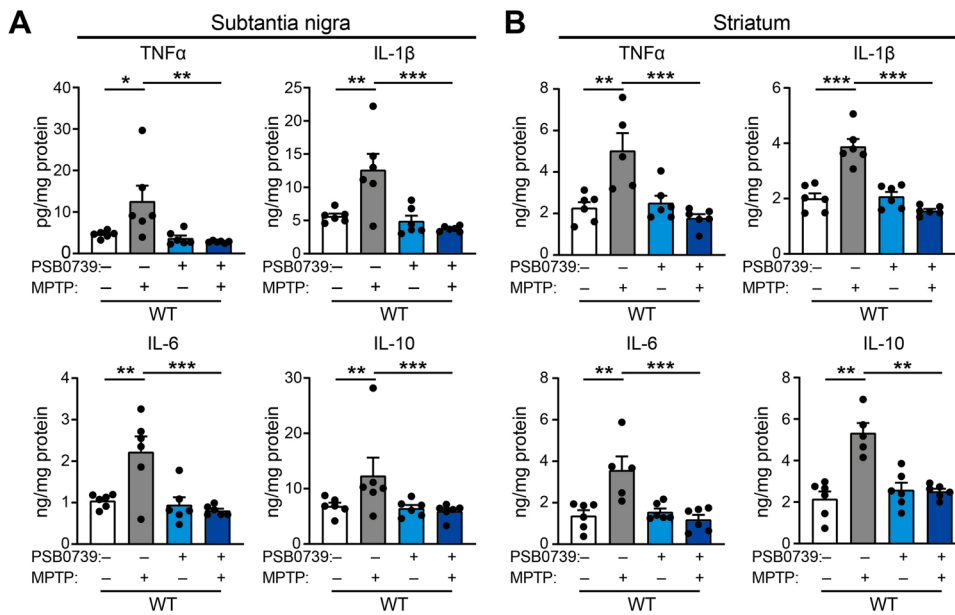 A Subtantia nigra
TNFα
* **
pg/mg protein
40
30
20
10
0
PSB0739: – – + +
MPTP: – + – +
WT
IL-1β
** ***
ng/mg protein
25
20
15
10
5
0
PSB0739: – – + +
MPTP: – + – +
WT
IL-6
** ***
ng/mg protein
4
3
2
1
0
PSB0739: – – + +
MPTP: – + – +
WT
IL-10
** ***
ng/mg protein
30
20
10
0
PSB0739: – – + +
MPTP: – + – +
WT
B Striatum
TNFα
** ***
ng/mg protein
8
6
4
2
0
PSB0739: – – + +
MPTP: – + – +
WT
IL-1β
*** ***
ng/mg protein
6
4
2
0
PSB0739: – – + +
MPTP: – + – +
WT
IL-6
** ***
ng/mg protein
8
6
4
2
0
PSB0739: – – + +
MPTP: – + – +
WT
IL-10
** **
ng/mg protein
8
6
4
2
0
PSB0739: – – + +
MPTP: – + – +
WT